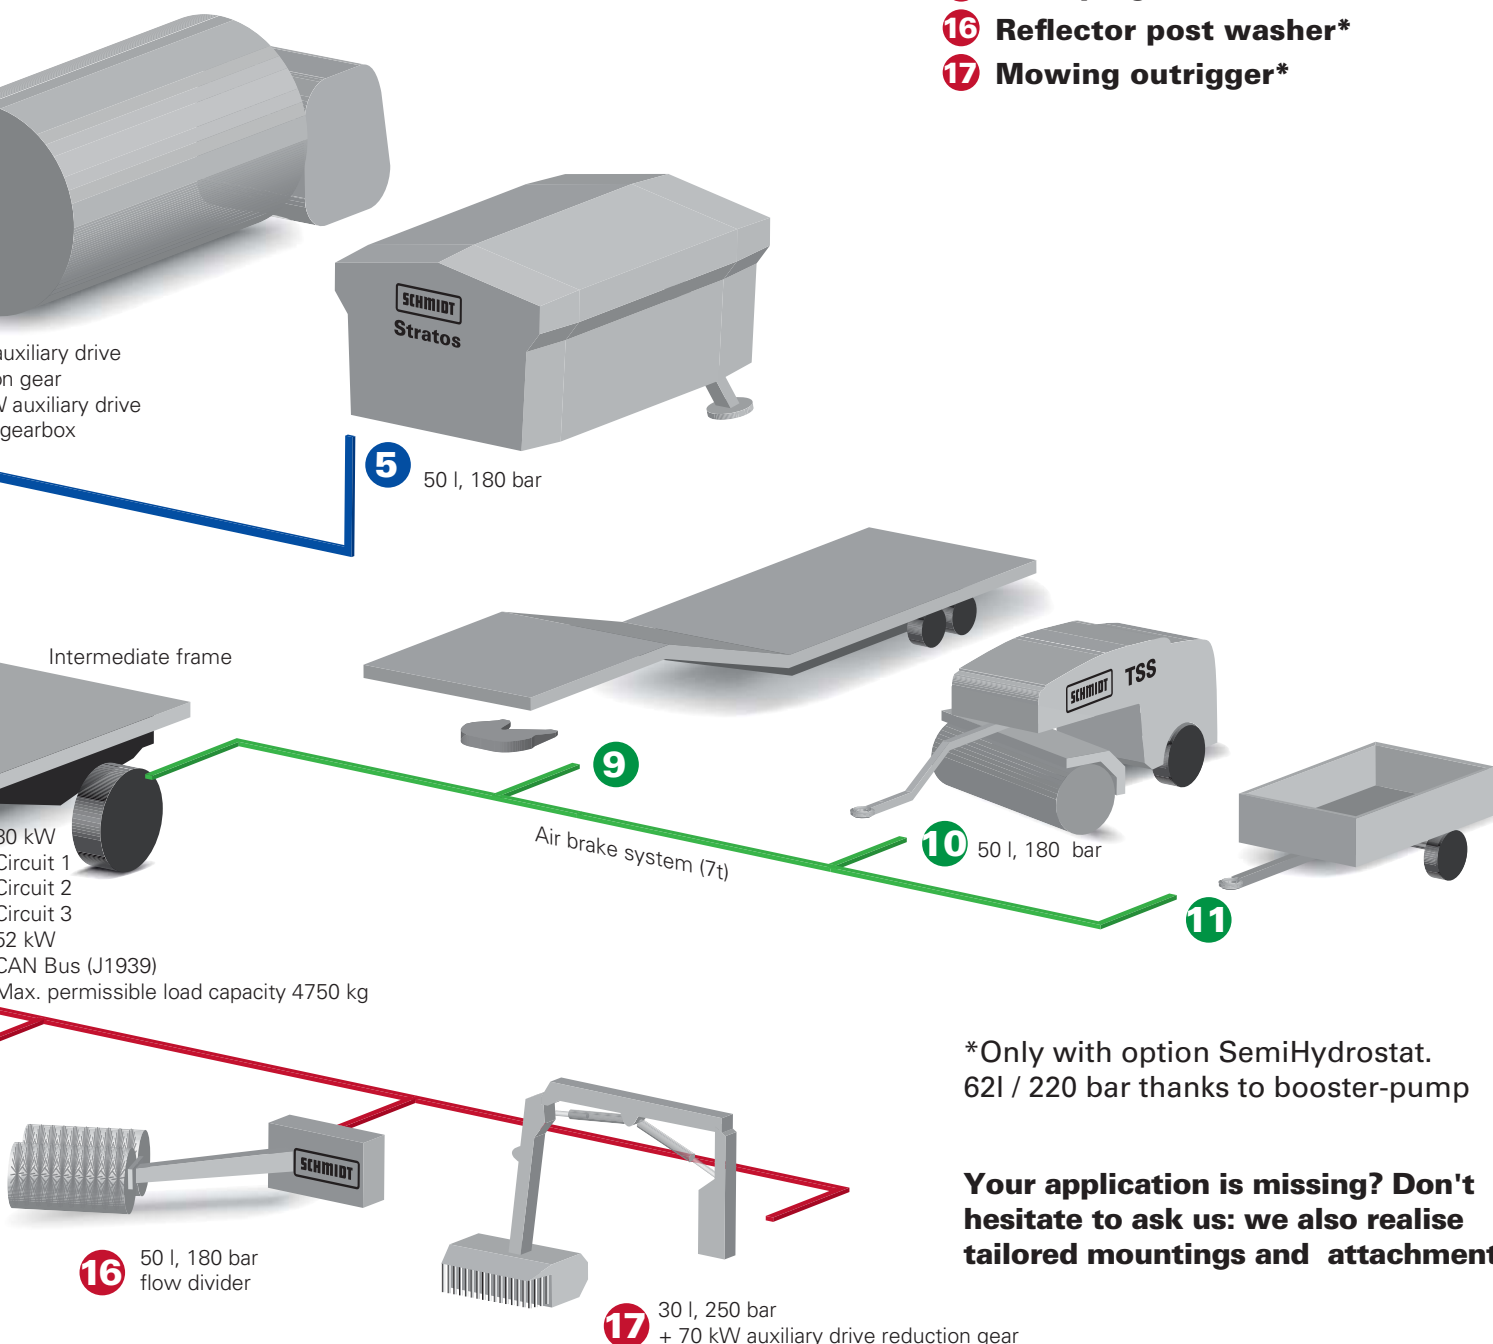 16 Reflector post washer*
17 Mowing outrigger*
SCHMIDT
Stratos
auxiliary drive
on gear
auxiliary drive
gearbox
5 50 l, 180 bar
Intermediate frame
SCHMIDT TSS
9
Air brake system (7t)
10 50 l, 180 bar
11
30 kW
Circuit 1
Circuit 2
Circuit 3
52 kW
CAN Bus (J1939)
Max. permissible load capacity 4750 kg
*Only with option SemiHydrostat.
62l / 220 bar thanks to booster-pump
SCHMIDT
Your application is missing? Don't
hesitate to ask us: we also realise
tailored mountings and attachment
16 50 l, 180 bar
flow divider
17 30 l, 250 bar
+ 70 kW auxiliary drive reduction gear